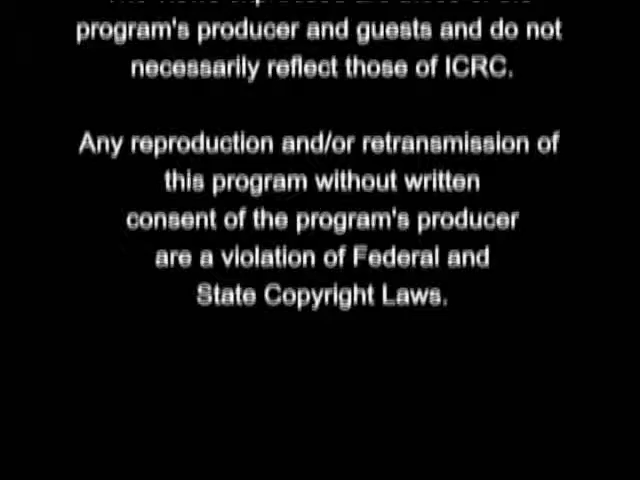 program's producer and guests and do not
necessarily reflect those of ICRC.
Any reproduction and/or retransmission of
this program without written
consent of the program's producer
are a violation of Federal and
State Copyright Laws.